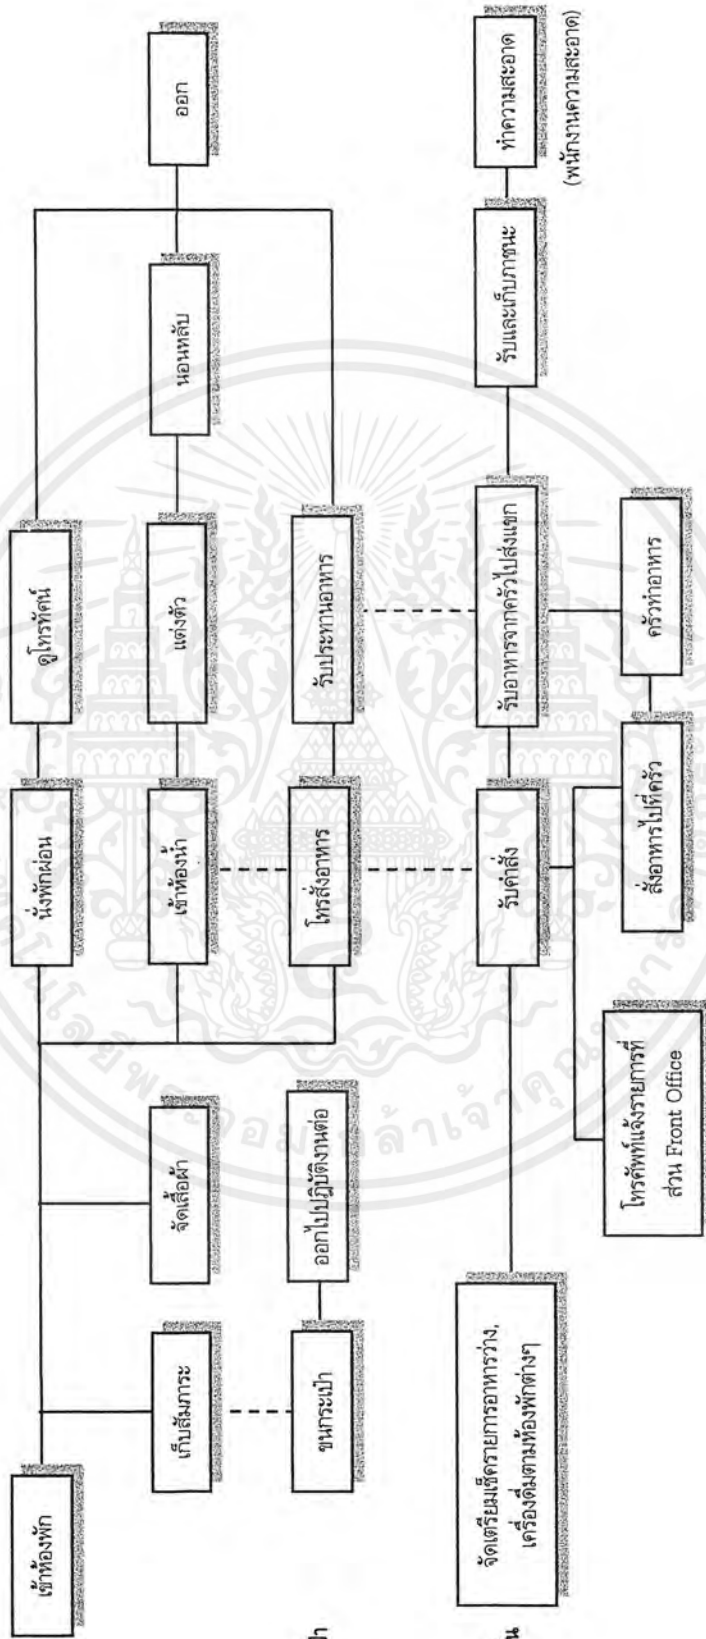 เข้าห้องพัก
นั่งพักผ่อน
ดูโทรทัศน์
เก็บสัมภาระ
จัดเสื้อผ้า
เข้าห้องน้ำ
แต่งตัว
นอนหลับ
ออก
ขนกระเป๋า
ออกไปปฏิบัติงานต่อ
โทรสั่งอาหาร
รับประทานอาหาร
จัดเตรียมเช็ครายการอาหารว่าง,
เครื่องดื่มตามห้องพักต่างๆ
รับคำสั่ง
รับอาหารจากครัวไปส่งแขก
รับและเก็บภาชนะ
ทำความสะอาด
(พนักงานความสะอาด)
โทรศัพท์แจ้งรายการที่
ส่วน Front Office
สั่งอาหารไปที่ครัว
ครัวทำอาหาร